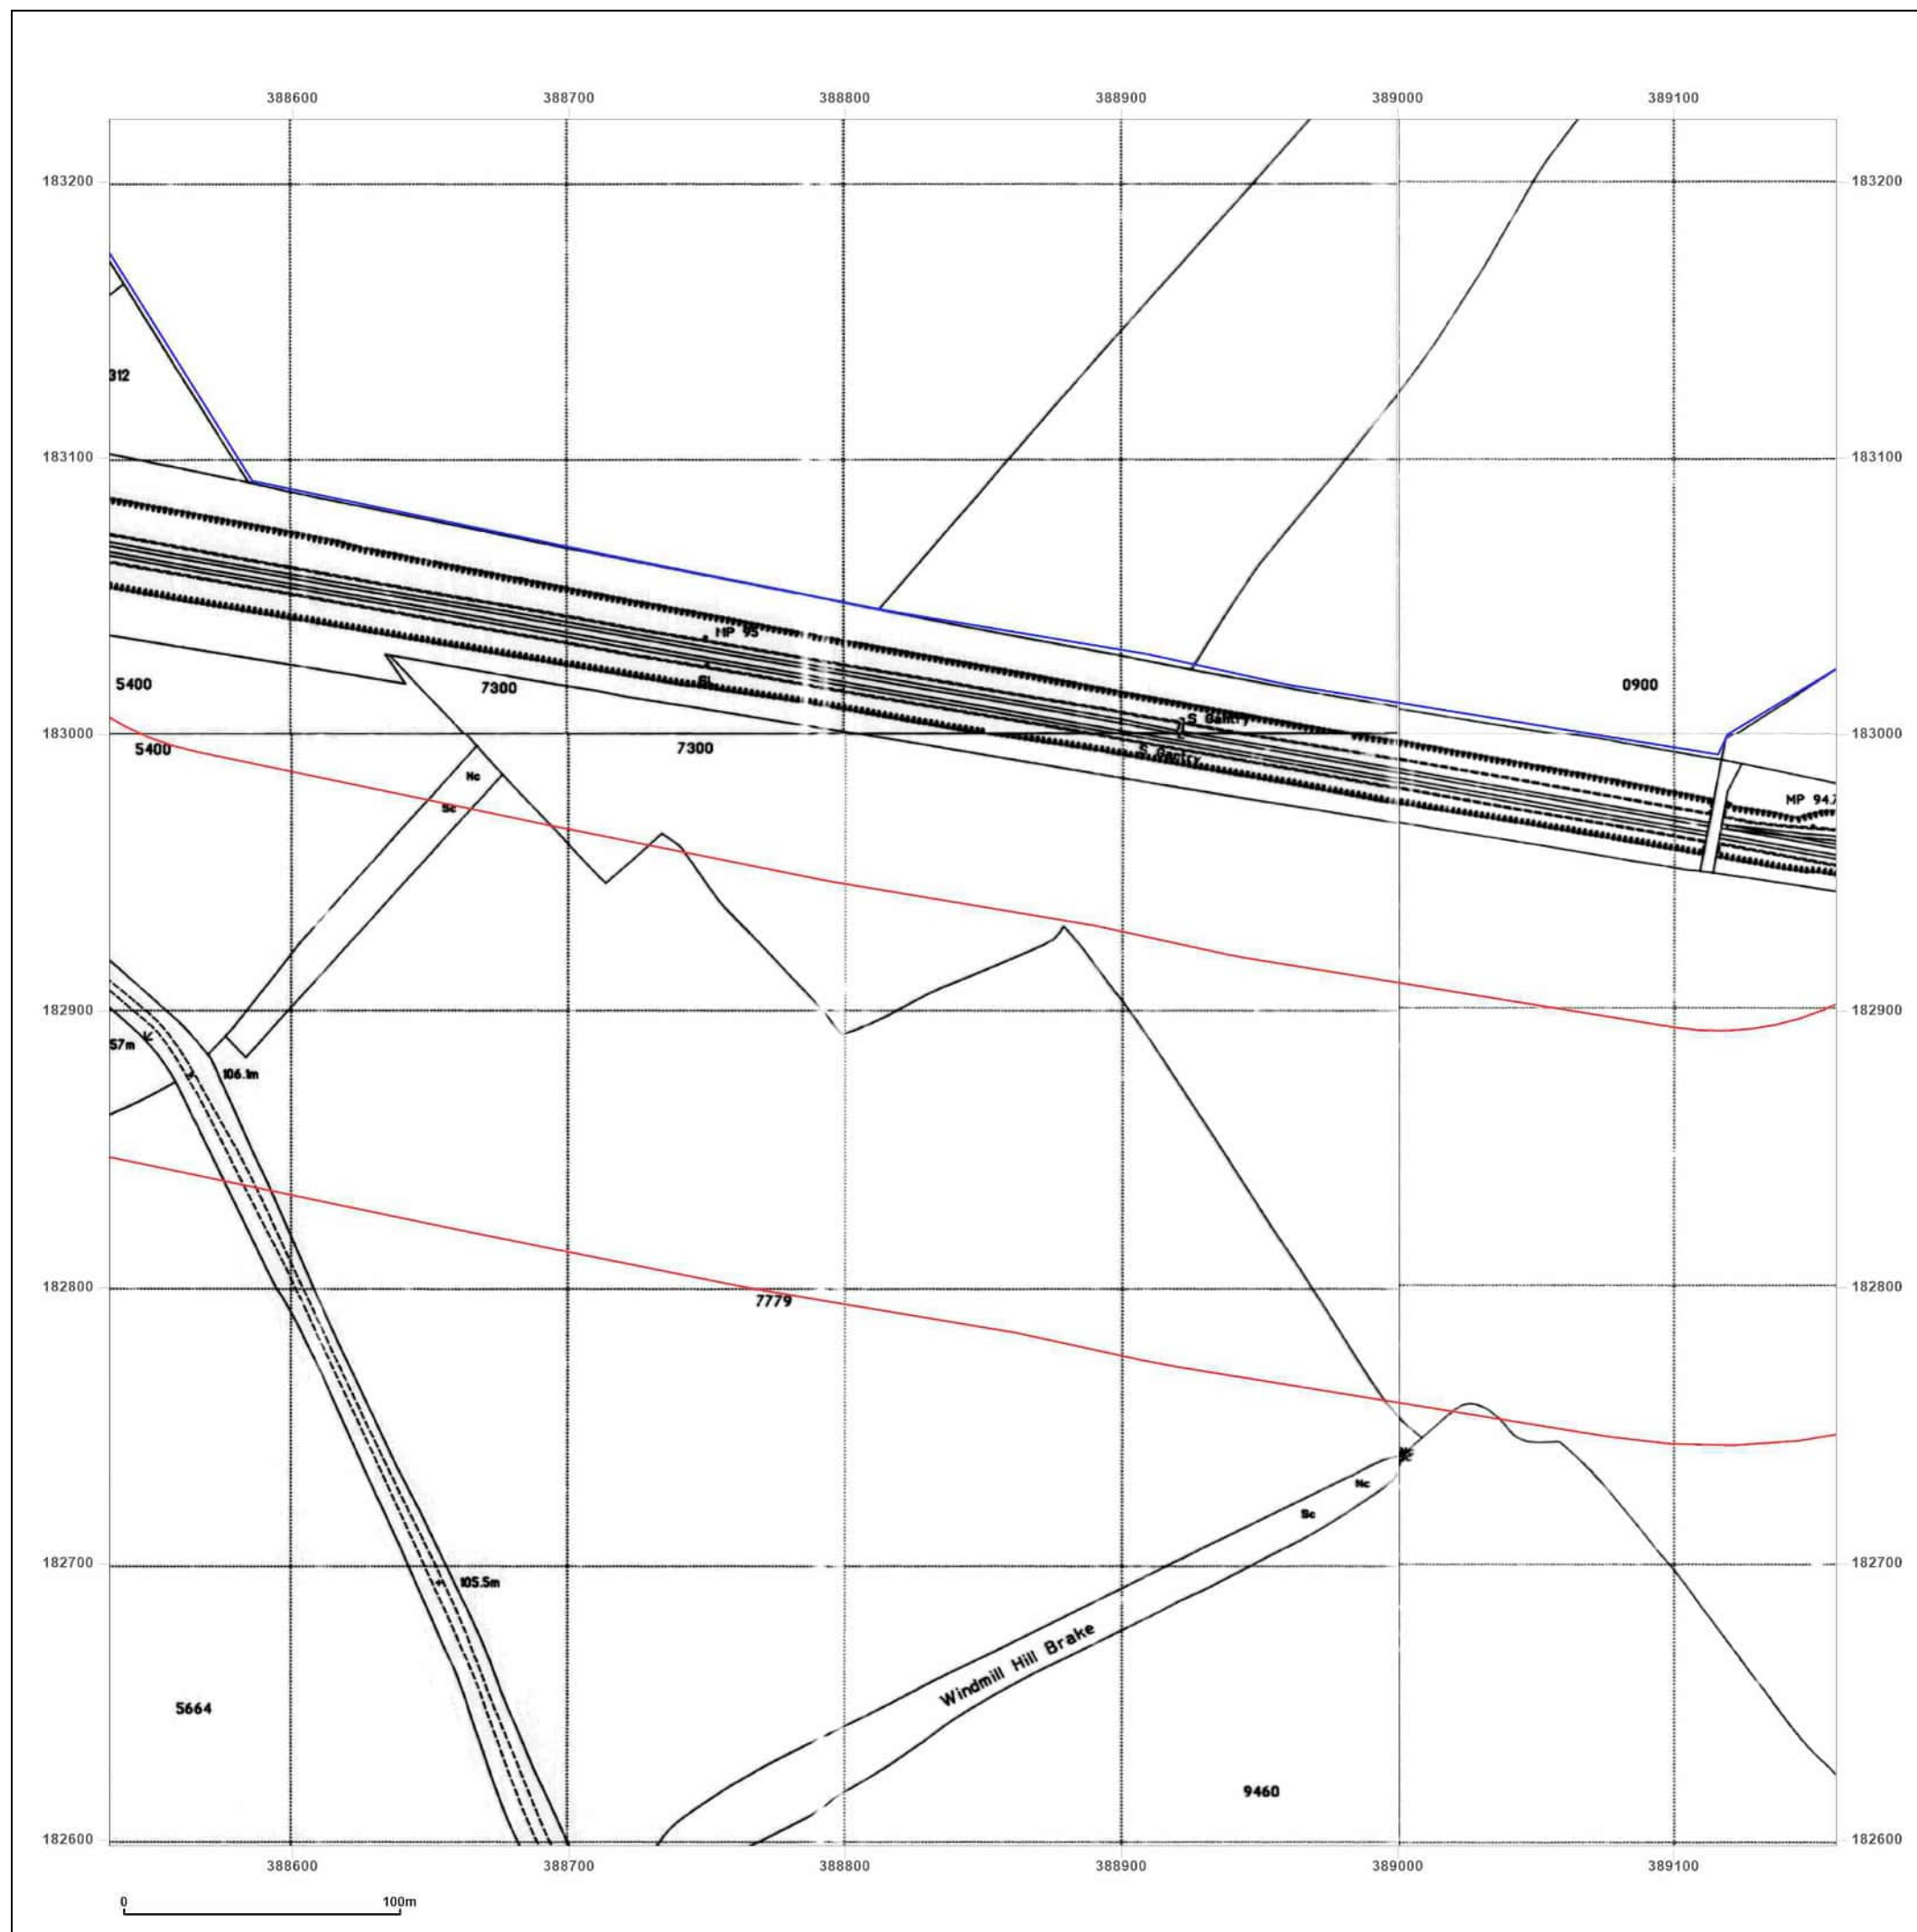 388600 388700 388800 388900 389000 389100
183200 183200
312
183100 183100
MP 95
SL
5400 7300 0900
S Gantry
183000 183000
5400 7300
S Gantry
Nc
MP 94.7
Sc
182900 182900
57m
106.1m
182800 182800
7779
Nc
Sc
182700 182700
105.5m
Windmill Hill Brake
5664
9460
182600 182600
388600 388700 388800 388900 389000 389100
0 100m